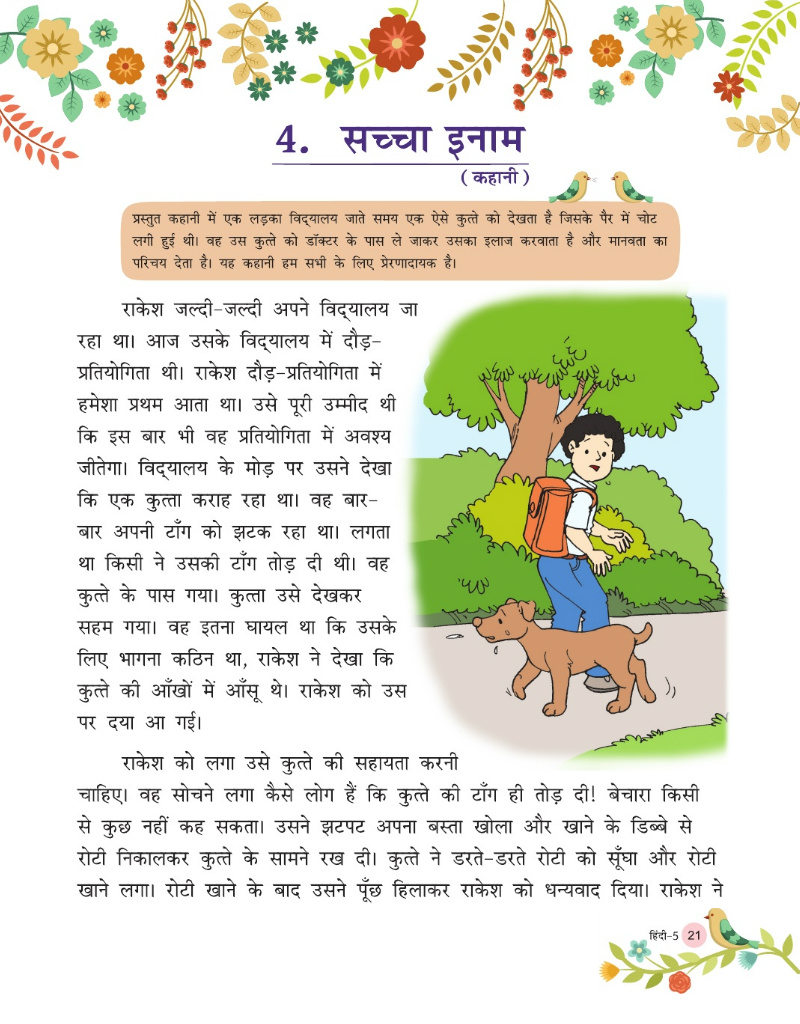 4. सच्चा इनाम
(कहानी)
प्रस्तुत कहानी में एक लड़का विद्‌यालय जाते समय एक ऐसे कुत्ते को देखता है जिसके पैर में चोट
लगी हुई थी। वह उस कुत्ते को डॉक्टर के पास ले जाकर उसका इलाज करवाता है और मानवता का
परिचय देता है। यह कहानी हम सभी के लिए प्रेरणादायक है।
राकेश जल्दी-जल्दी अपने विद्‌यालय जा
रहा था। आज उसके विद्‌यालय में दौड़-
प्रतियोगिता थी। राकेश दौड़-प्रतियोगिता में
हमेशा प्रथम आता था। उसे पूरी उम्मीद थी
कि इस बार भी वह प्रतियोगिता में अवश्य
जीतेगा। विद्‌यालय के मोड़ पर उसने देखा
कि एक कुत्ता कराह रहा था। वह बार-
बार अपनी टाँग को झटक रहा था। लगता
था किसी ने उसकी टाँग तोड़ दी थी। वह
कुत्ते के पास गया। कुत्ता उसे देखकर
सहम गया। वह इतना घायल था कि उसके
लिए भागना कठिन था, राकेश ने देखा कि
कुत्ते की आँखों में आँसू थे। राकेश को उस
पर दया आ गई।
राकेश को लगा उसे कुत्ते की सहायता करनी
चाहिए। वह सोचने लगा कैसे लोग हैं कि कुत्ते की टाँग ही तोड़ दी! बेचारा किसी
से कुछ नहीं कह सकता। उसने झटपट अपना बस्ता खोला और खाने के डिब्बे से
रोटी निकालकर कुत्ते के सामने रख दी। कुत्ते ने डरते-डरते रोटी को सूँघा और रोटी
खाने लगा। रोटी खाने के बाद उसने पूँछ हिलाकर राकेश को धन्यवाद दिया। राकेश ने
हिंदी-5 21